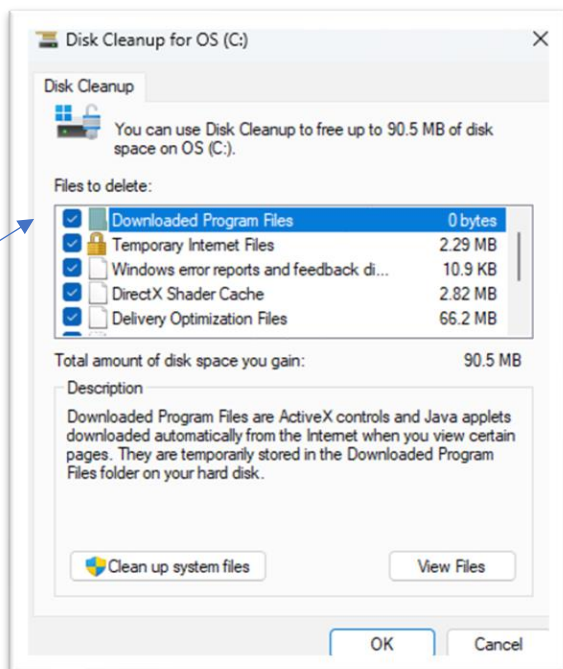 Disk Cleanup for OS (C:)
Disk Cleanup
You can use Disk Cleanup to free up to 90.5 MB of disk
space on OS (C:).
Files to delete:
Downloaded Program Files 0 bytes
Temporary Internet Files 2.29 MB
Windows error reports and feedback di... 10.9 KB
DirectX Shader Cache 2.82 MB
Delivery Optimization Files 66.2 MB
Total amount of disk space you gain: 90.5 MB
Description
Downloaded Program Files are ActiveX controls and Java applets
downloaded automatically from the Internet when you view certain
pages. They are temporarily stored in the Downloaded Program
Files folder on your hard disk.
Clean up system files View Files
OK Cancel